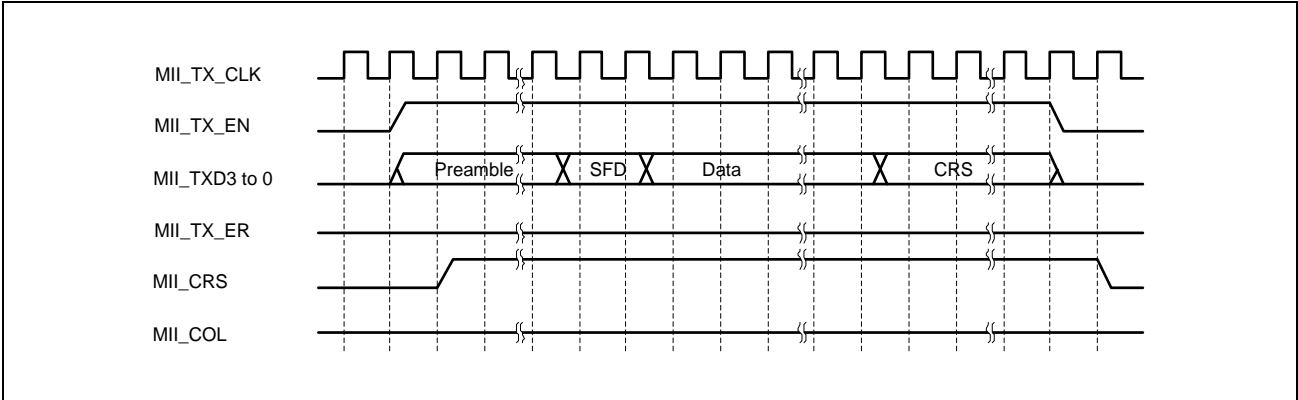 MII_TX_CLK
MII_TX_EN
MII_TXD3 to 0 Preamble SFD Data CRS
MII_TX_ER
MII_CRS
MII_COL